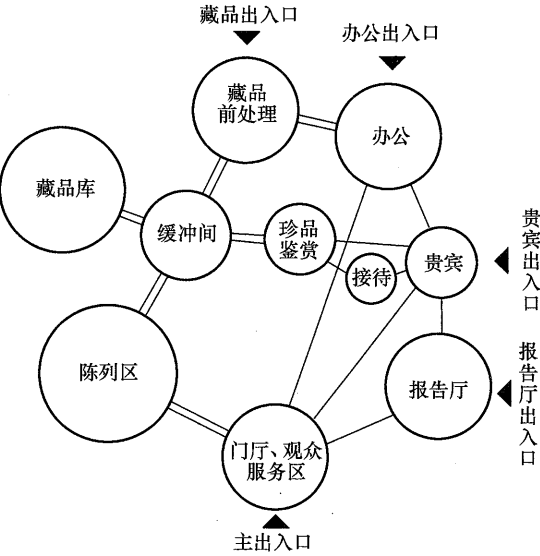 藏品出入口
办公出入口
藏品
前处理
办公
藏品库
缓冲间
珍品
鉴赏
接待
贵宾
贵宾出入口
陈列区
报告厅
报告厅出入口
门厅、观众
服务区
主出入口